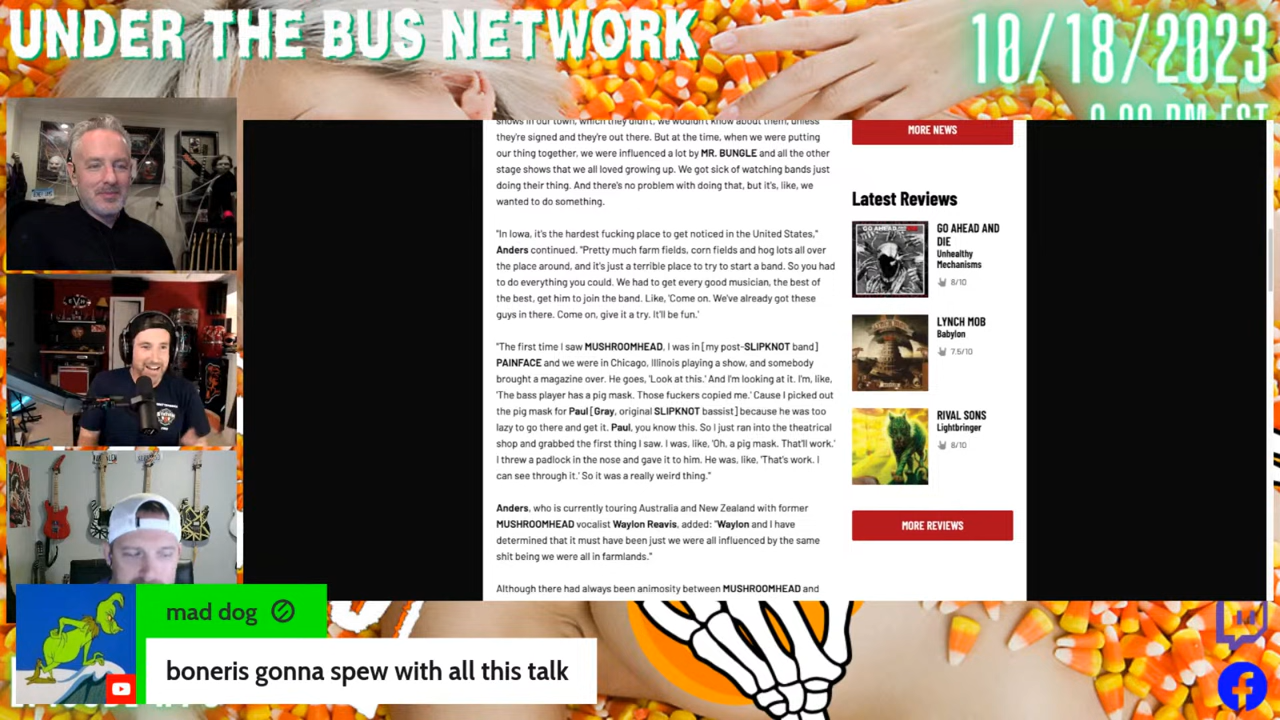 UNDER THE BUS NETWORK
10/18/2023
shows in our town, which they didn't, we wouldn't know about them, unless
they're signed and they're out there. But at the time, when we were putting
our thing together, we were influenced a lot by MR. BUNGLE and all the other
stage shows that we all loved growing up. We got sick of watching bands just
doing their thing. And there's no problem with doing that, but it's, like, we
wanted to do something.
"In Iowa, it's the hardest fucking place to get noticed in the United States,"
Anders continued. "Pretty much farm fields, corn fields and hog lots all over
the place around, and it's just a terrible place to try to start a band. So you had
to do everything you could. We had to get every good musician, the best of
the best, get him to join the band. Like, 'Come on. We've already got these
guys in there. Come on, give it a try. It'll be fun.'
"The first time I saw MUSHROOMHEAD, I was in [my post-SLIPKNOT band]
PAINFACE and we were in Chicago, Illinois playing a show, and somebody
brought a magazine over. He goes, 'Look at this.' And I'm looking at it. I'm, like,
'The bass player has a pig mask. Those fuckers copied me.' Cause I picked out
the pig mask for Paul [Gray, original SLIPKNOT bassist] because he was too
lazy to go there and get it. Paul, you know this. So I just ran into the theatrical
shop and grabbed the first thing I saw. I was, like, 'Oh, a pig mask. That'll work.'
I threw a padlock in the nose and gave it to him. He was, like, 'That's work. I
can see through it.' So it was a really weird thing."
Anders, who is currently touring Australia and New Zealand with former
MUSHROOMHEAD vocalist Waylon Reavis, added: "Waylon and I have
determined that it must have been just we were all influenced by the same
shit being we were all in farmlands."
Although there had always been animosity between MUSHROOMHEAD and
MORE NEWS
Latest Reviews
GO AHEAD AND
DIE
Unhealthy
Mechanisms
8/10
LYNCH MOB
Babylon
7.5/10
RIVAL SONS
Lightbringer
8/10
MORE REVIEWS
mad dog
boneris gonna spew with all this talk